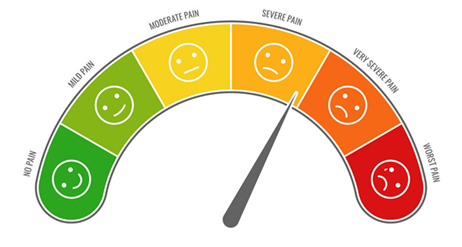 NO PAIN
MILD PAIN
MODERATE PAIN
SEVERE PAIN
VERY SEVERE PAIN
WORST PAIN